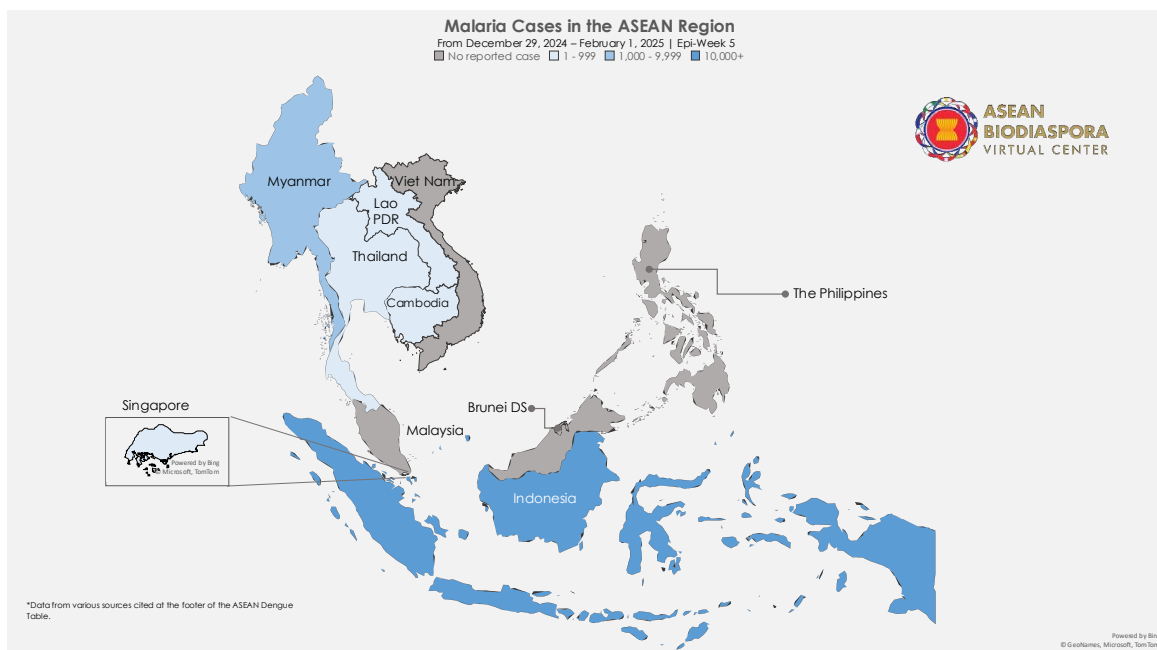 Malaria Cases in the ASEAN Region
From December 29, 2024 – February 1, 2025 | Epi-Week 5
No reported case 1 - 999 1,000 - 9,999 10,000+
ASEAN
BIODIASPORA
VIRTUAL CENTER
Myanmar
Viet Nam
Lao
PDR
Thailand
Cambodia
The Philippines
Singapore
Brunei DS
Malaysia
Powered by Bing
© Microsoft, TomTom
Indonesia
*Data from various sources cited at the footer of the ASEAN Dengue
Table.
Powered by Bin
© GeoNames, Microsoft, TomTom